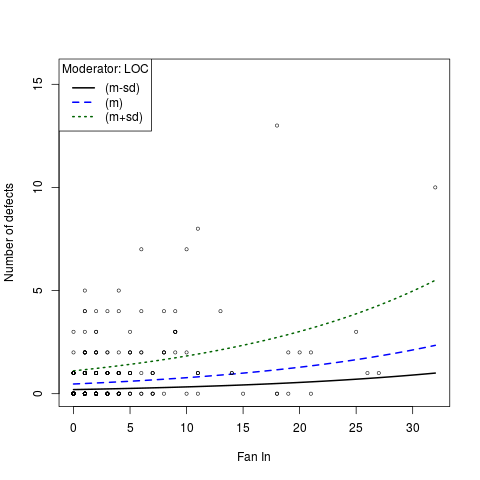 Moderator: LOC
(m-sd)
(m)
(m+sd)
15
10
5
0
Number of defects
0 5 10 15 20 25 30
Fan In